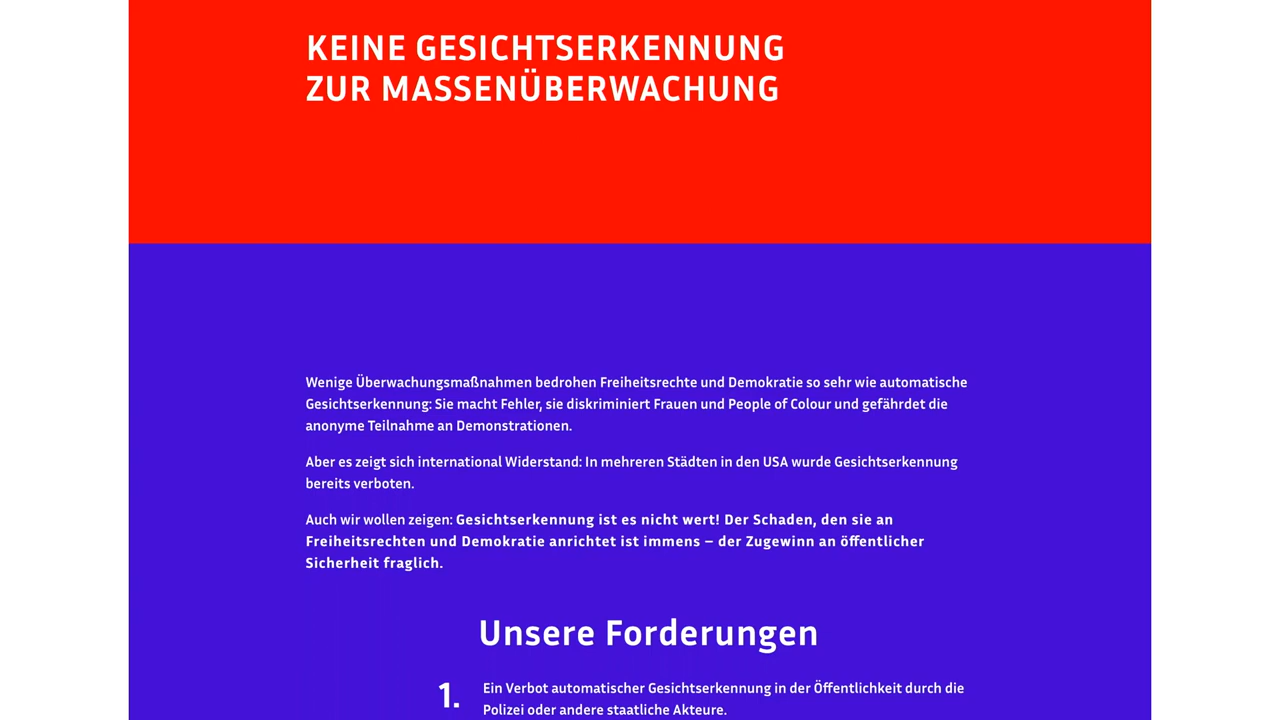 KEINE GESICHTSERKENNUNG
ZUR MASSENÜBERWACHUNG
Wenige Überwachungsmaßnahmen bedrohen Freiheitsrechte und Demokratie so sehr wie automatische
Gesichtserkennung: Sie macht Fehler, sie diskriminiert Frauen und People of Colour und gefährdet die
anonyme Teilnahme an Demonstrationen.
Aber es zeigt sich international Widerstand: In mehreren Städten in den USA wurde Gesichtserkennung
bereits verboten.
Auch wir wollen zeigen: Gesichtserkennung ist es nicht wert! Der Schaden, den sie an
Freiheitsrechten und Demokratie anrichtet ist immens – der Zugewinn an öffentlicher
Sicherheit fraglich.
Unsere Forderungen
1. Ein Verbot automatischer Gesichtserkennung in der Öffentlichkeit durch die
Polizei oder andere staatliche Akteure.